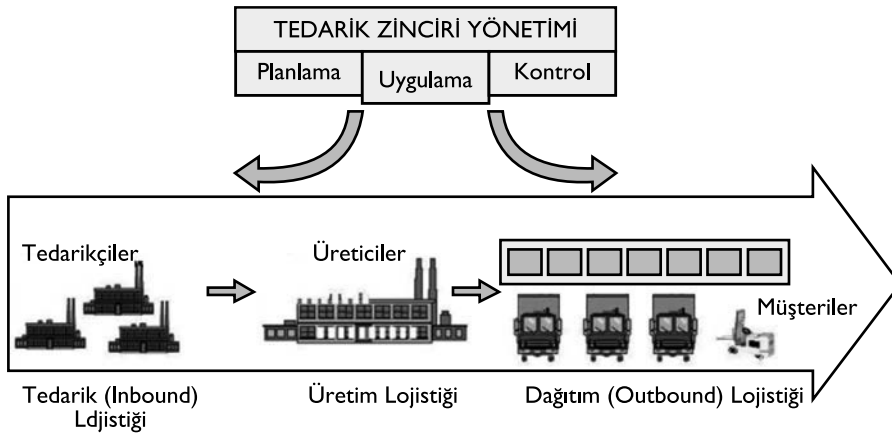 TEDARİK ZİNCİRİ YÖNETİMİ
Planlama
Uygulama
Kontrol
Tedarikçiler
Üreticiler
Müşteriler
Tedarik (Inbound)
Ldjistiği
Üretim Lojistiği
Dağıtım (Outbound) Lojistiği